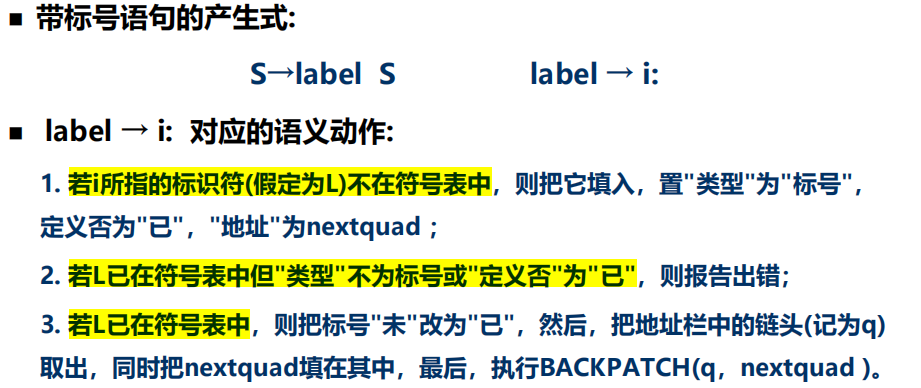 ■ 带标号语句的产生式:
S→label S label → i:
■ label → i: 对应的语义动作:
1. 若i所指的标识符(假定为L)不在符号表中，则把它填入，置"类型"为"标号"，
定义否为"已"，"地址"为nextquad；
2. 若L已在符号表中但"类型"不为标号或"定义否"为"已"，则报告出错；
3. 若L已在符号表中，则把标号"未"改为"已"，然后，把地址栏中的链头(记为q)
取出，同时把nextquad填在其中，最后，执行BACKPATCH(q，nextquad )。